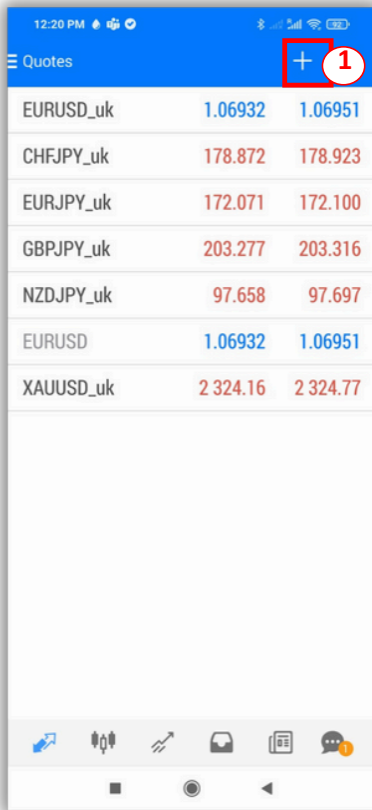 12:20 PM 92
Quotes + 1
EURUSD_uk 1.06932 1.06951
CHFJPY_uk 178.872 178.923
EURJPY_uk 172.071 172.100
GBPJPY_uk 203.277 203.316
NZDJPY_uk 97.658 97.697
EURUSD 1.06932 1.06951
XAUUSD_uk 2 324.16 2 324.77
1